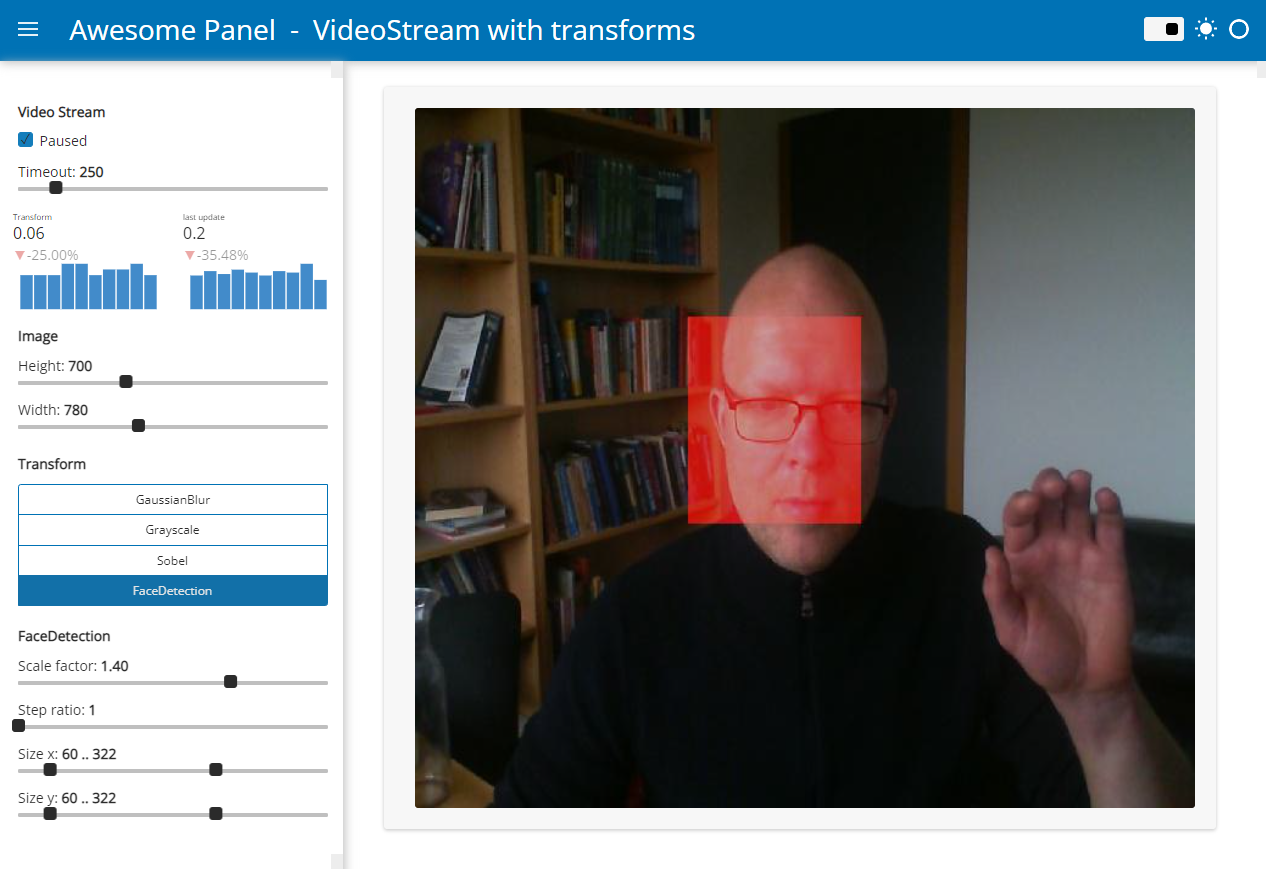 Awesome Panel - VideoStream with transforms
Video Stream
Paused
Timeout: 250
Transform
0.06
▼-25.00%
last update
0.2
▼-35.48%
Image
Height: 700
Width: 780
Transform
GaussianBlur
Grayscale
Sobel
FaceDetection
FaceDetection
Scale factor: 1.40
Step ratio: 1
Size x: 60 .. 322
Size y: 60 .. 322